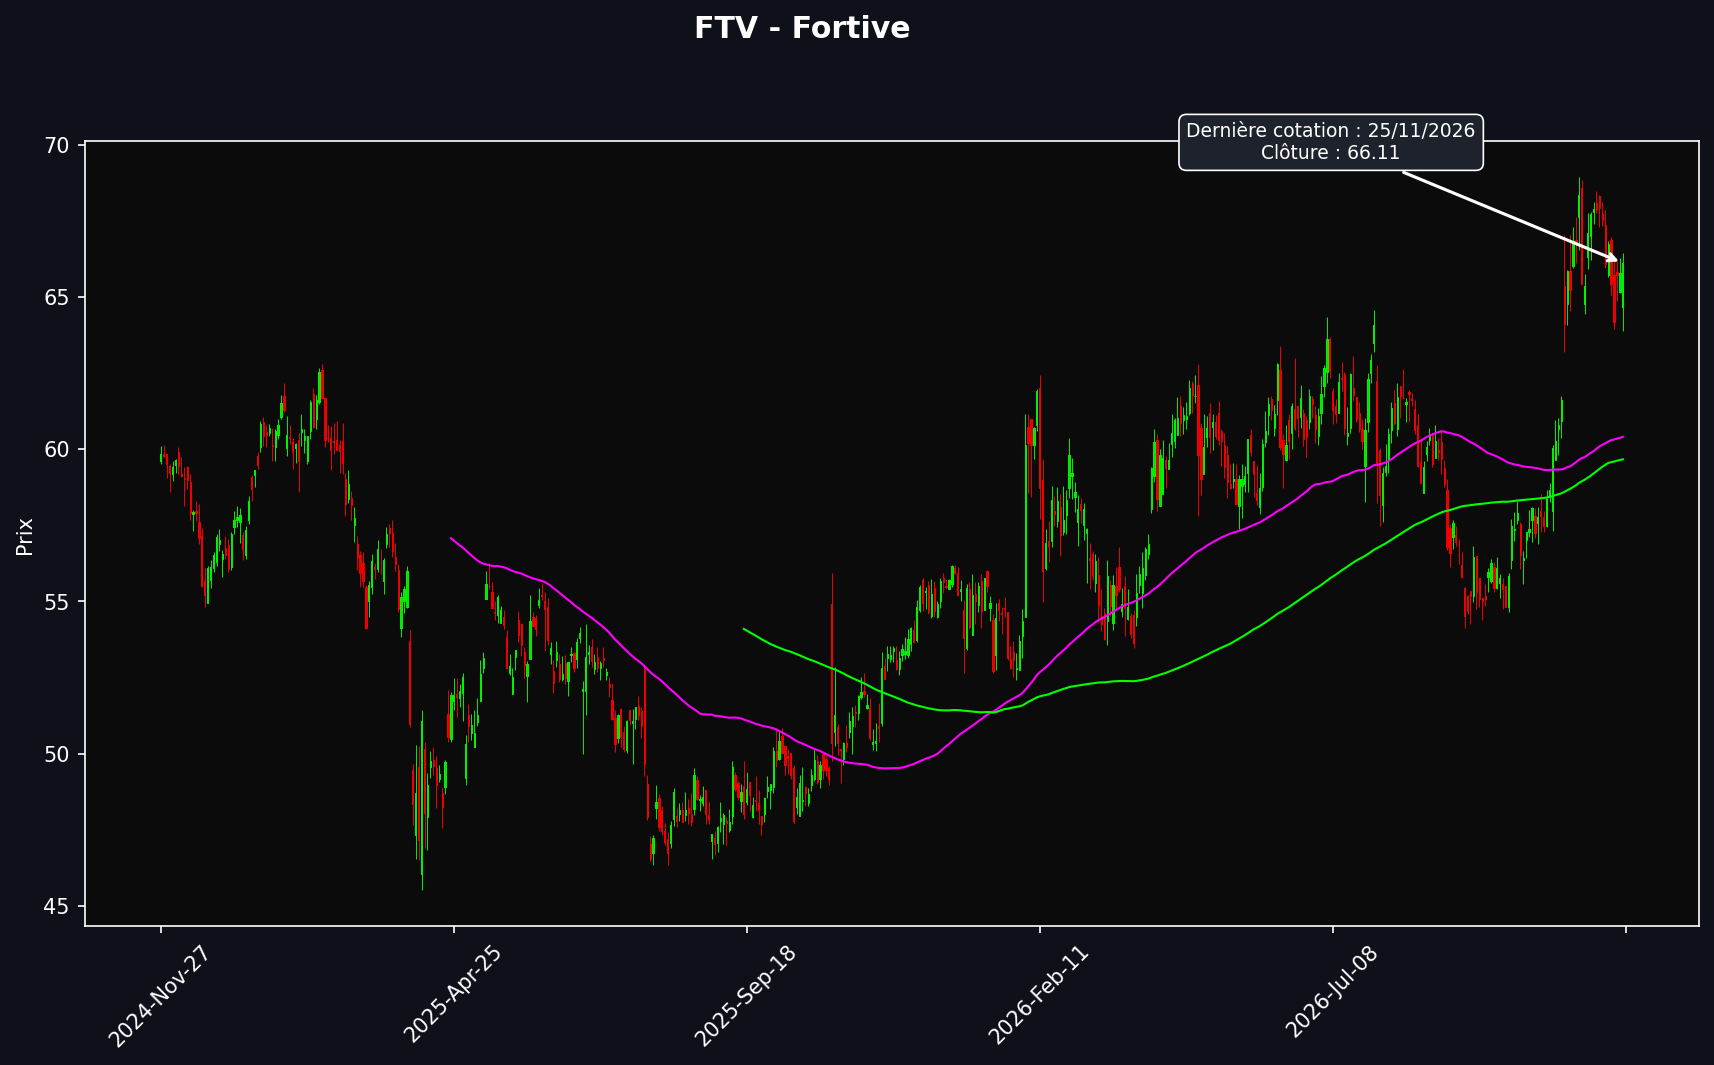 FTV - Fortive
Dernière cotation : 25/11/2026
Clôture : 66.11
70
65
60
55
50
45
Prix
2024-Nov-27
2025-Apr-25
2025-Sep-18
2026-Feb-11
2026-Jul-08